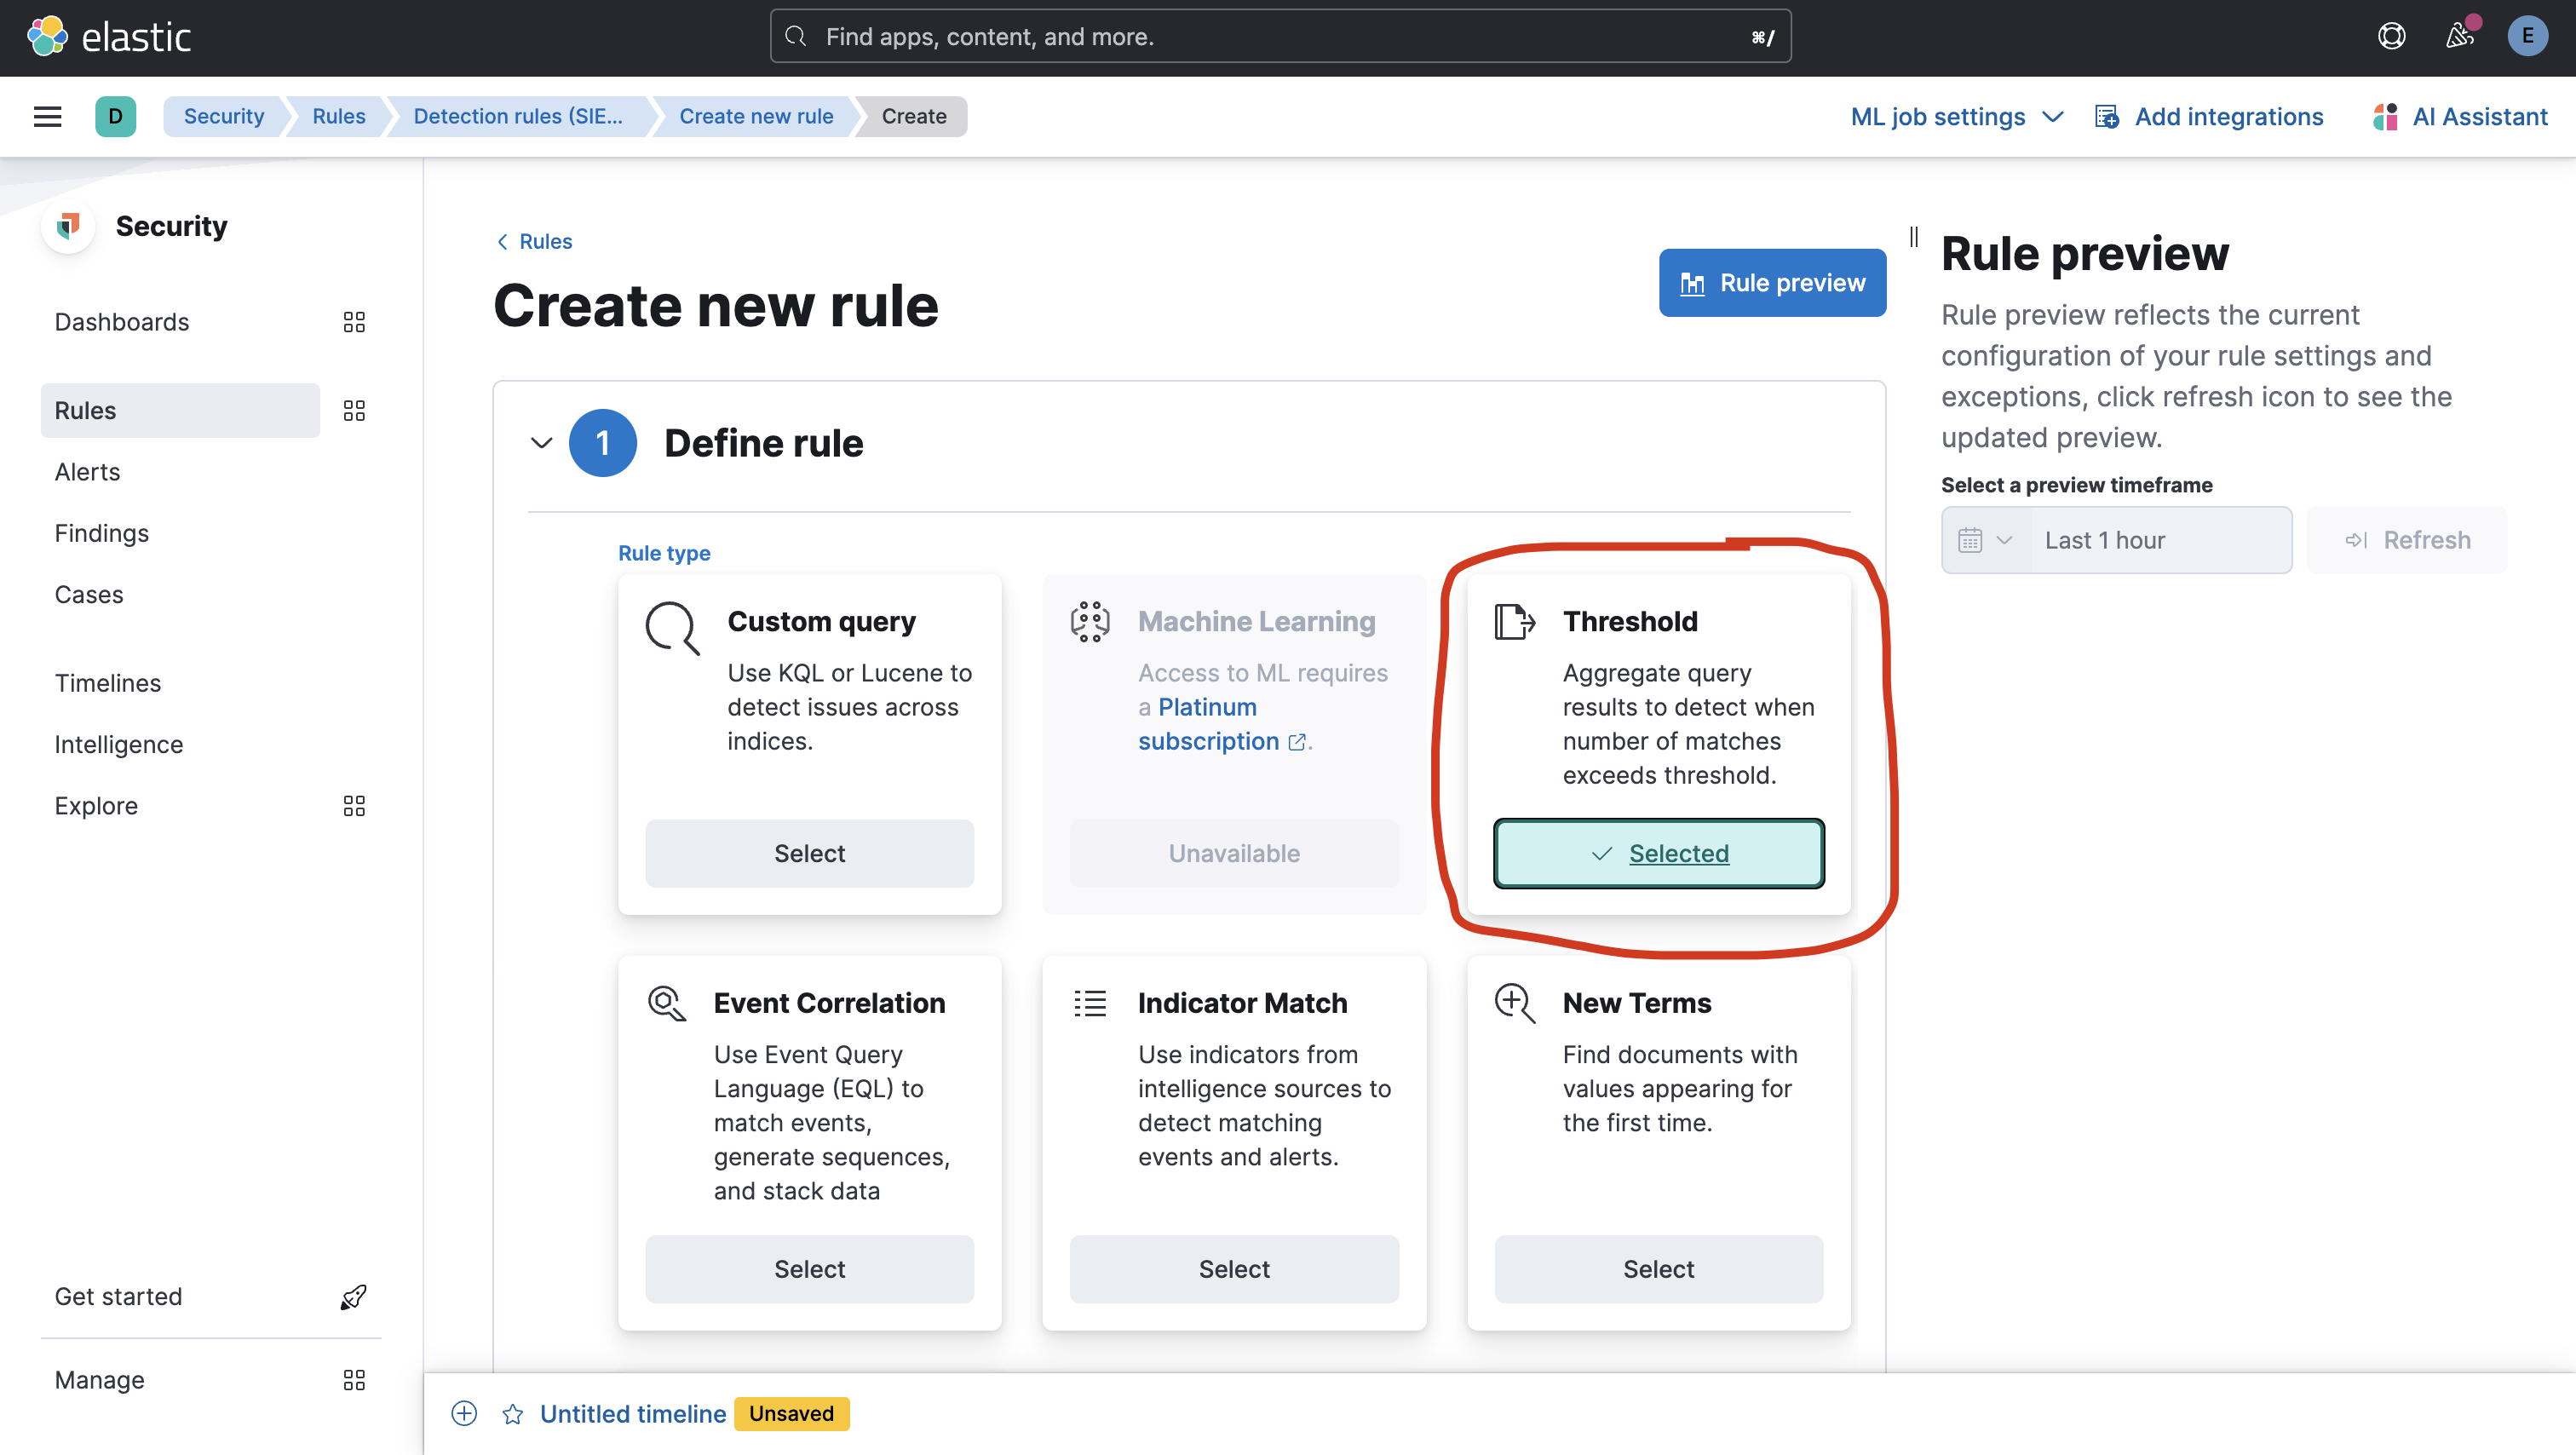 elastic
Find apps, content, and more.
⌘/
E
D
Security
Rules
Detection rules (SIE...
Create new rule
Create
ML job settings
Add integrations
AI Assistant
Security
Dashboards
Rules
Alerts
Findings
Cases
Timelines
Intelligence
Explore
Get started
Manage
Rules
Create new rule
Rule preview
1
Define rule
Rule type
Custom query
Use KQL or Lucene to
detect issues across
indices.
Select
Machine Learning
Access to ML requires
a Platinum
subscription .
Unavailable
Threshold
Aggregate query
results to detect when
number of matches
exceeds threshold.
Selected
Event Correlation
Use Event Query
Language (EQL) to
match events,
generate sequences,
and stack data
Select
Indicator Match
Use indicators from
intelligence sources to
detect matching
events and alerts.
Select
New Terms
Find documents with
values appearing for
the first time.
Select
Rule preview
Rule preview reflects the current
configuration of your rule settings and
exceptions, click refresh icon to see the
updated preview.
Select a preview timeframe
Last 1 hour
Refresh
Untitled timeline
Unsaved